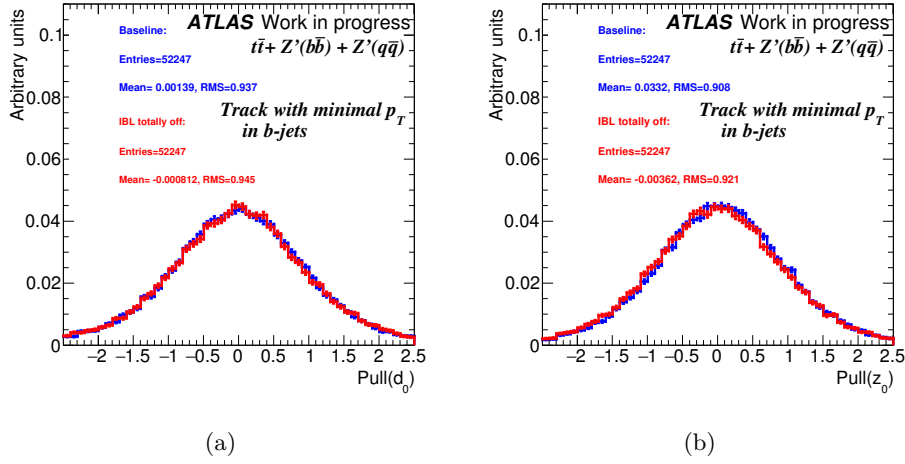 ATLAS Work in progress
tt̄+ Z'(bb̄) + Z'(qq̄)
Baseline:
Entries=52247
Mean= 0.00139, RMS=0.937
Track with minimal p_T
in b-jets
IBL totally off:
Entries=52247
Mean= -0.000812, RMS=0.945
Arbitrary units
0.1
0.08
0.06
0.04
0.02
0
−2 −1.5 −1 −0.5 0 0.5 1 1.5 2 2.5
Pull(d_0)
(a)
ATLAS Work in progress
tt̄+ Z'(bb̄) + Z'(qq̄)
Baseline:
Entries=52247
Mean= 0.0332, RMS=0.908
Track with minimal p_T
in b-jets
IBL totally off:
Entries=52247
Mean= -0.00362, RMS=0.921
Arbitrary units
0.1
0.08
0.06
0.04
0.02
0
−2 −1.5 −1 −0.5 0 0.5 1 1.5 2 2.5
Pull(z_0)
(b)